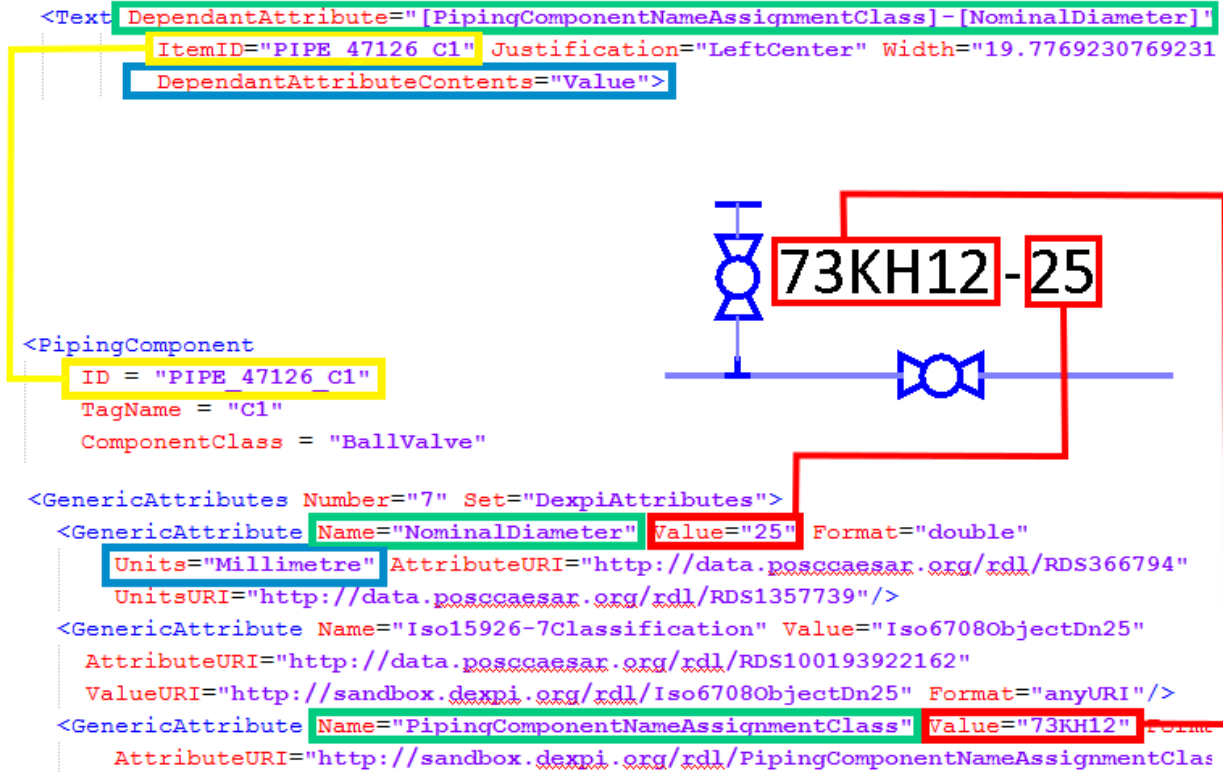 <Text DependantAttribute="[PipingComponentNameAssignmentClass]-[NominalDiameter]"
ItemID="PIPE_47126_C1" Justification="LeftCenter" Width="19.7769230769231
DependantAttributeContents="Value">
73KH12-25
<PipingComponent
ID = "PIPE_47126_C1"
TagName = "C1"
ComponentClass = "BallValve"
<GenericAttributes Number="7" Set="DexpiAttributes">
<GenericAttribute Name="NominalDiameter" Value="25" Format="double"
Units="Millimetre" AttributeURI="http://data.posccaesar.org/rdl/RDS366794"
UnitsURI="http://data.posccaesar.org/rdl/RDS1357739"/>
<GenericAttribute Name="Iso15926-7Classification" Value="Iso6708ObjectDn25"
AttributeURI="http://data.posccaesar.org/rdl/RDS100193922162"
ValueURI="http://sandbox.dexpi.org/rdl/Iso6708ObjectDn25" Format="anyURI"/>
<GenericAttribute Name="PipingComponentNameAssignmentClass" Value="73KH12"
AttributeURI="http://sandbox.dexpi.org/rdl/PipingComponentNameAssignmentClas